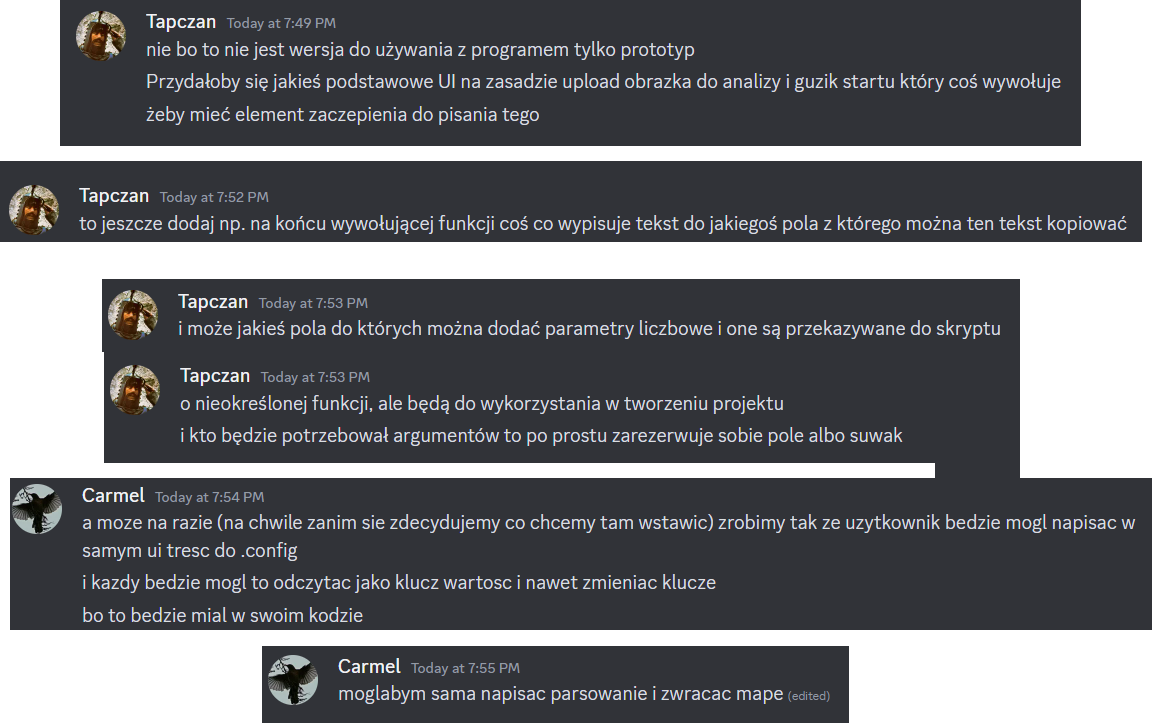 Tapczan Today at 7:49 PM
nie bo to nie jest wersja do używania z programem tylko prototyp
Przydałoby się jakieś podstawowe UI na zasadzie upload obrazka do analizy i guzik startu który coś wywołuje
żeby mieć element zaczepienia do pisania tego
Tapczan Today at 7:52 PM
to jeszcze dodaj np. na końcu wywołującej funkcji coś co wypisuje tekst do jakiegoś pola z którego można ten tekst kopiować
Tapczan Today at 7:53 PM
i może jakieś pola do których można dodać parametry liczbowe i one są przekazywane do skryptu
Tapczan Today at 7:53 PM
o nieokreślonej funkcji, ale będą do wykorzystania w tworzeniu projektu
i kto będzie potrzebował argumentów to po prostu zarezerwuje sobie pole albo suwak
Carmel Today at 7:54 PM
a moze na razie (na chwile zanim sie zdecydujemy co chcemy tam wstawic) zrobimy tak ze uzytkownik bedzie mogl napisac w
samym ui tresc do .config
i kazdy bedzie mogl to odczytac jako klucz wartosc i nawet zmieniac klucze
bo to bedzie mial w swoim kodzie
Carmel Today at 7:55 PM
moglabym sama napisac parsowanie i zwracac mape (edited)